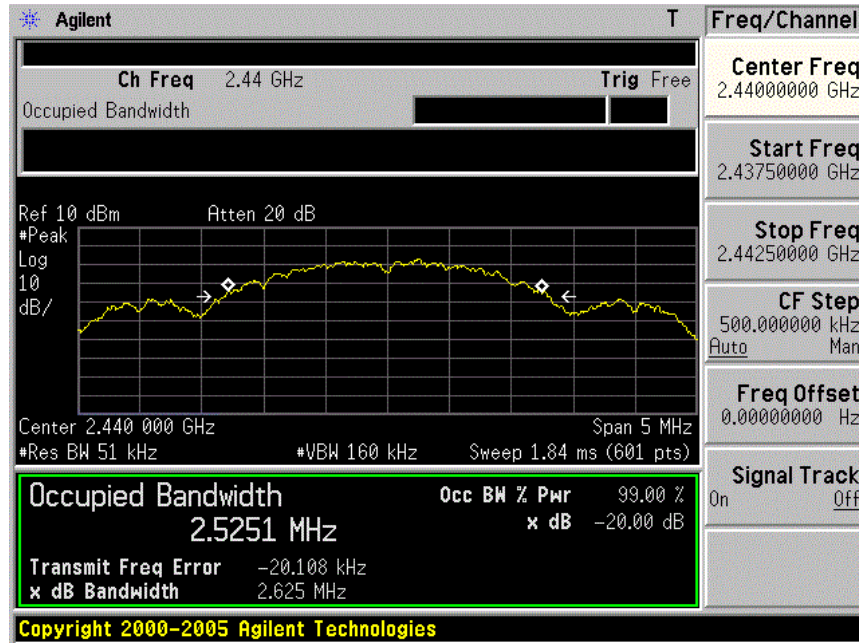 Agilent T Freq/Channel
Ch Freq 2.44 GHz Trig Free
Occupied Bandwidth
Ref 10 dBm Atten 20 dB
#Peak
Log
10
dB/
Center 2.440 000 GHz Span 5 MHz
#Res BW 51 kHz #VBW 160 kHz Sweep 1.84 ms (601 pts)
Occupied Bandwidth Occ BW % Pwr 99.00 %
2.5251 MHz x dB -20.00 dB
Transmit Freq Error -20.108 kHz
x dB Bandwidth 2.625 MHz
Copyright 2000-2005 Agilent Technologies
Center Freq
2.44000000 GHz
Start Freq
2.43750000 GHz
Stop Freq
2.44250000 GHz
CF Step
500.000000 kHz
Auto Man
Freq Offset
0.00000000 Hz
Signal Track
On Off